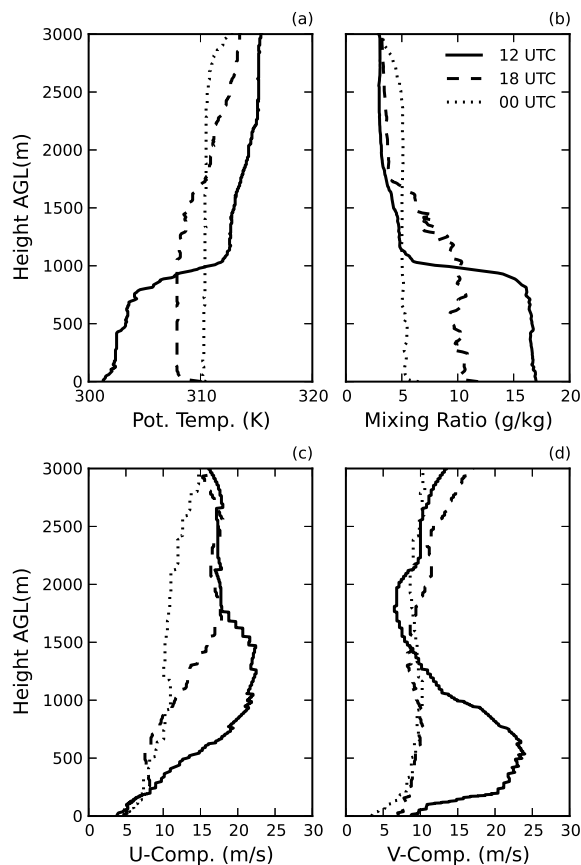 (a)
3000
2500
2000
1500
1000
500
0
Height AGL(m)
300
310
320
Pot. Temp. (K)
(b)
12 UTC
18 UTC
00 UTC
0
5
10
15
20
Mixing Ratio (g/kg)
(c)
3000
2500
2000
1500
1000
500
0
Height AGL(m)
0
5
10
15
20
25
30
U-Comp. (m/s)
(d)
0
5
10
15
20
25
30
V-Comp. (m/s)